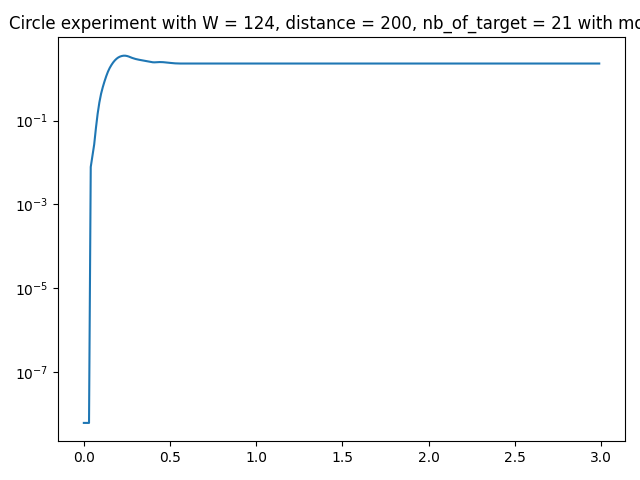 Circle experiment with W = 124, distance = 200, nb_of_target = 21 with mo
10⁻¹
10⁻³
10⁻⁵
10⁻⁷
0.0 0.5 1.0 1.5 2.0 2.5 3.0